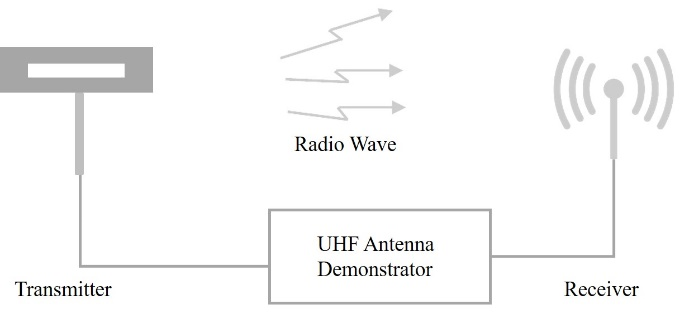 Radio Wave
UHF Antenna
Demonstrator
Transmitter
Receiver